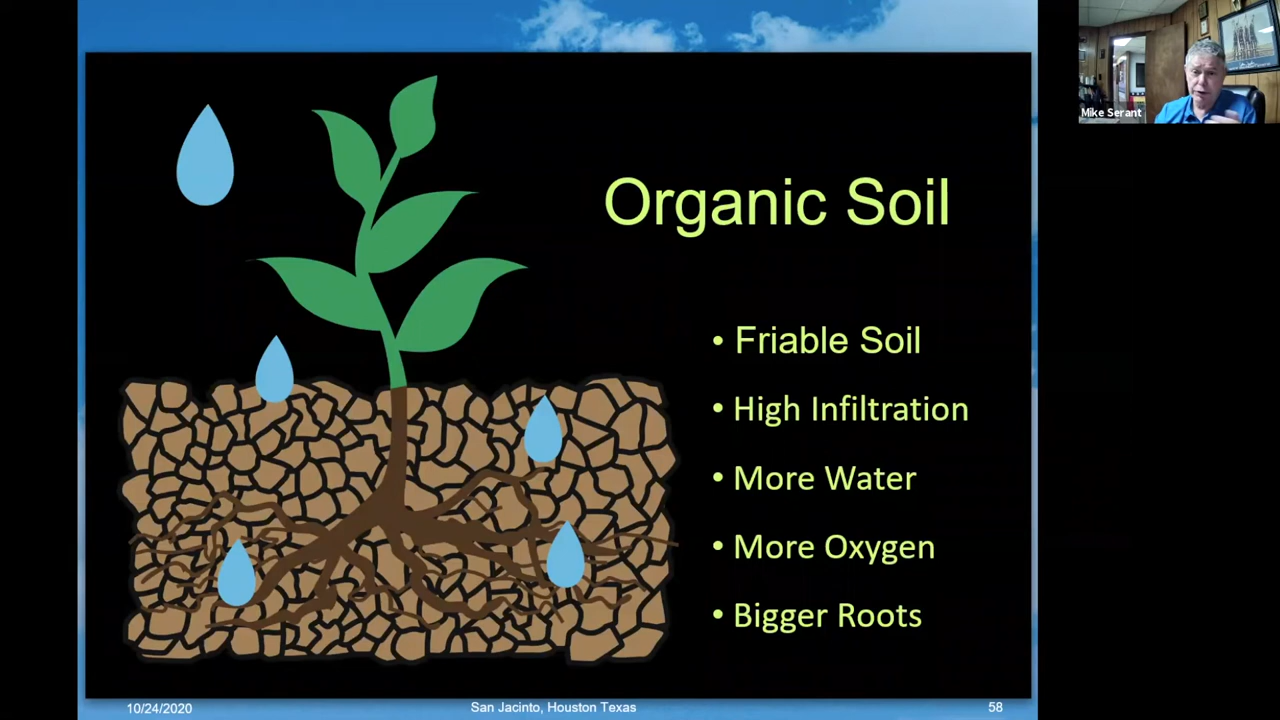 Mike Serant
Organic Soil
• Friable Soil
• High Infiltration
• More Water
• More Oxygen
• Bigger Roots
10/24/2020
San Jacinto, Houston Texas
58